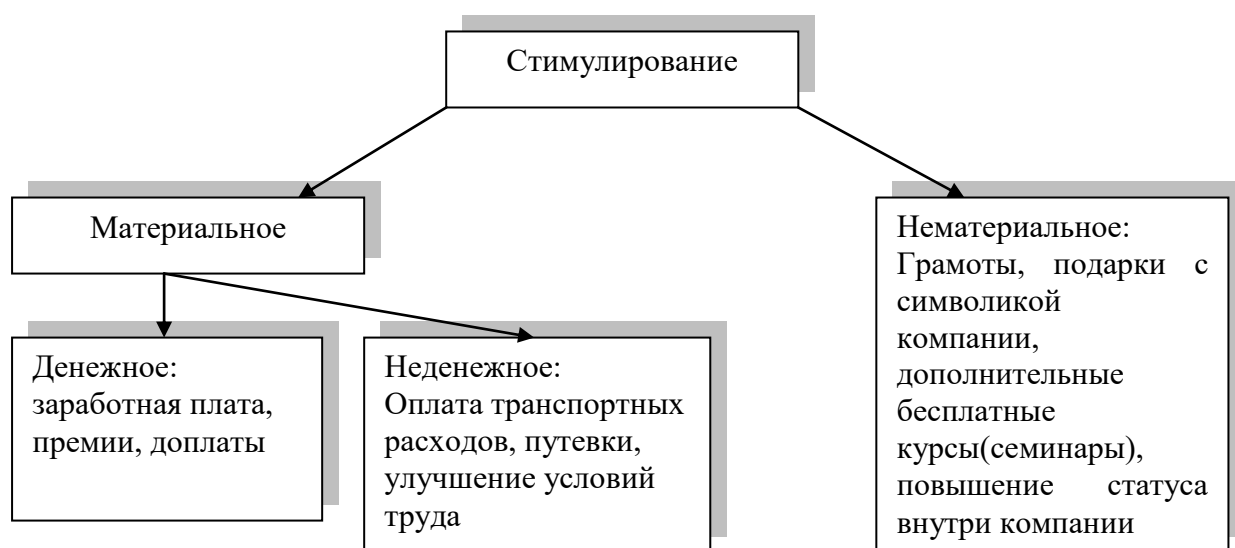 Стимулирование
Материальное
Денежное:
заработная плата,
премии, доплаты
Неденежное:
Оплата транспортных
расходов, путевки,
улучшение условий
труда
Нематериальное:
Грамоты, подарки с
символикой
компании,
дополнительные
бесплатные
курсы(семинары),
повышение статуса
внутри компании